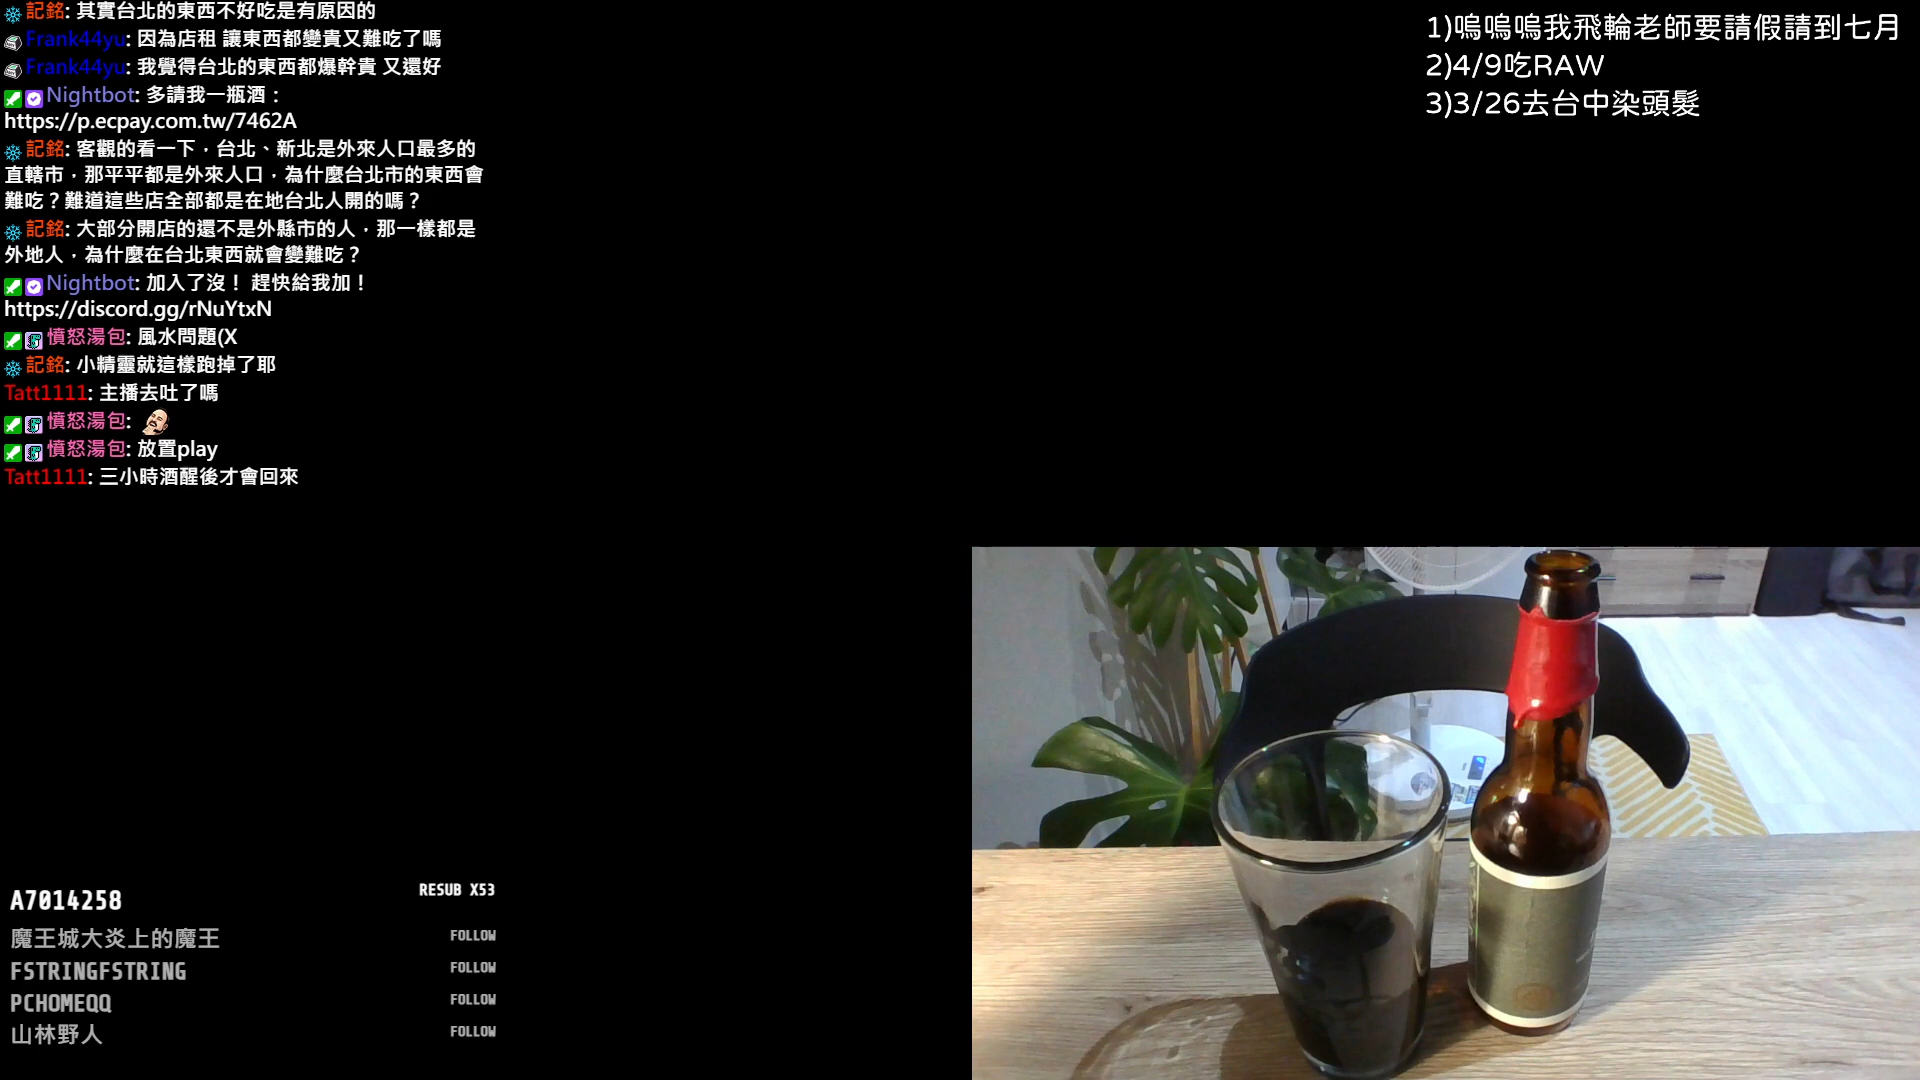 記銘: 其實台北的東西不好吃是有原因的
Frank44yu: 因為店租 讓東西都變貴又難吃了嗎
Frank44yu: 我覺得台北的東西都爆幹貴 又還好
Nightbot: 多請我一瓶酒：
https://p.ecpay.com.tw/7462A
記銘: 客觀的看一下，台北、新北是外來人口最多的
直轄市，那平平都是外來人口，為什麼台北市的東西會
難吃？難道這些店全部都是在地台北人開的嗎？
記銘: 大部分開店的還不是外縣市的人，那一樣都是
外地人，為什麼在台北東西就會變難吃？
Nightbot: 加入了沒！ 趕快給我加！
https://discord.gg/rNuYtxN
憤怒湯包: 風水問題(X
記銘: 小精靈就這樣跑掉了耶
Tatt1111: 主播去吐了嗎
憤怒湯包:
憤怒湯包: 放置play
Tatt1111: 三小時酒醒後才會回來
1)嗚嗚嗚我飛輪老師要請假請到七月
2)4/9吃RAW
3)3/26去台中染頭髮
A7014258 RESUB X53
魔王城大炎上的魔王 FOLLOW
FSTRINGFSTRING FOLLOW
PCHOMEQQ FOLLOW
山林野人 FOLLOW